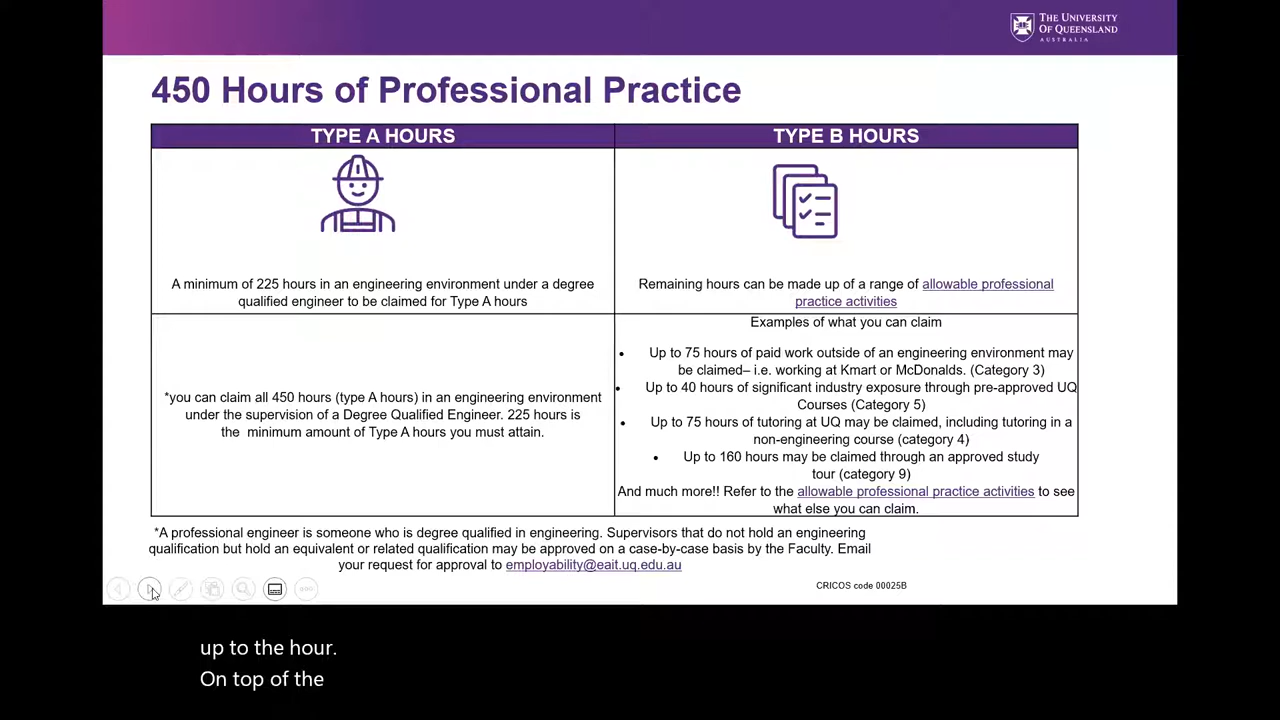 THE UNIVERSITY
OF QUEENSLAND
AUSTRALIA
450 Hours of Professional Practice
TYPE A HOURS
TYPE B HOURS
A minimum of 225 hours in an engineering environment under a degree
qualified engineer to be claimed for Type A hours
Remaining hours can be made up of a range of allowable professional
practice activities
*you can claim all 450 hours (type A hours) in an engineering environment
under the supervision of a Degree Qualified Engineer. 225 hours is
the minimum amount of Type A hours you must attain.
Examples of what you can claim
• Up to 75 hours of paid work outside of an engineering environment may
be claimed– i.e. working at Kmart or McDonalds. (Category 3)
• Up to 40 hours of significant industry exposure through pre-approved UQ
Courses (Category 5)
• Up to 75 hours of tutoring at UQ may be claimed, including tutoring in a
non-engineering course (category 4)
• Up to 160 hours may be claimed through an approved study
tour (category 9)
And much more!! Refer to the allowable professional practice activities to see
what else you can claim.
*A professional engineer is someone who is degree qualified in engineering. Supervisors that do not hold an engineering
qualification but hold an equivalent or related qualification may be approved on a case-by-case basis by the Faculty. Email
your request for approval to employability@eait.uq.edu.au
CRICOS code 00025B
up to the hour.
On top of the